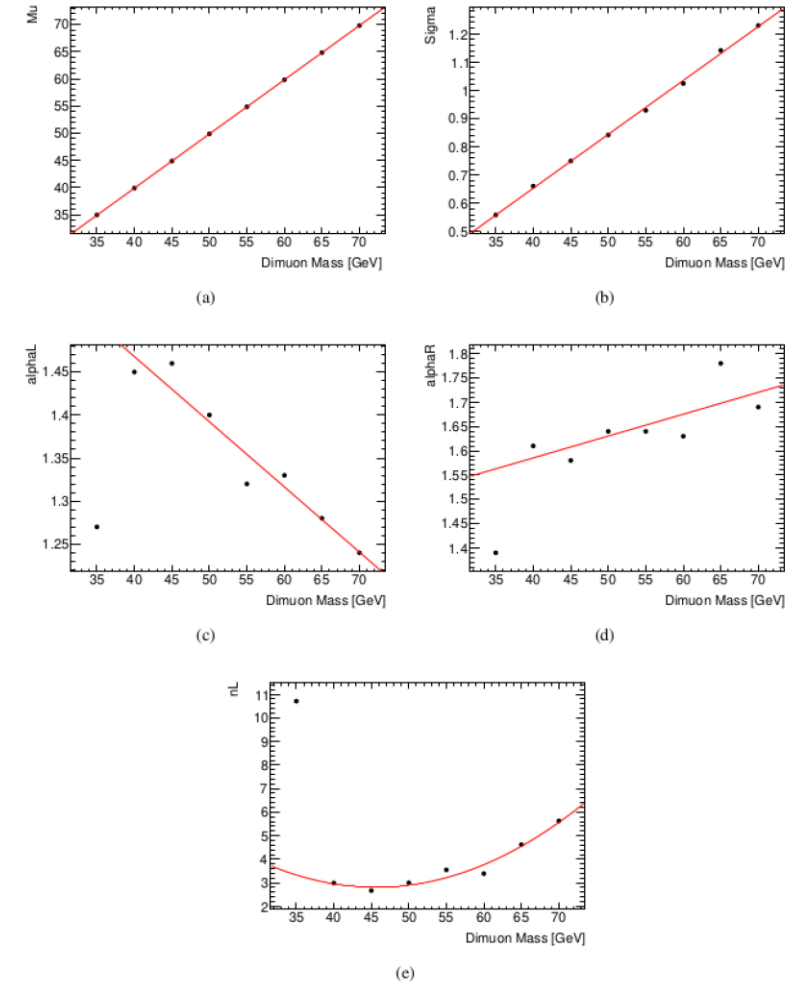 Mu
70
65
60
55
50
45
40
35
35 40 45 50 55 60 65 70
Dimuon Mass [GeV]
(a)
Sigma
1.2
1.1
1
0.9
0.8
0.7
0.6
0.5
35 40 45 50 55 60 65 70
Dimuon Mass [GeV]
(b)
alphaL
1.45
1.4
1.35
1.3
1.25
35 40 45 50 55 60 65 70
Dimuon Mass [GeV]
(c)
alphaR
1.8
1.75
1.7
1.65
1.6
1.55
1.5
1.45
1.4
35 40 45 50 55 60 65 70
Dimuon Mass [GeV]
(d)
nL
11
10
9
8
7
6
5
4
3
2
35 40 45 50 55 60 65 70
Dimuon Mass [GeV]
(e)